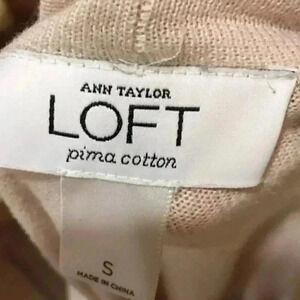 ANN TAYLOR
LOFT
pima cotton
S
MADE IN CHINA